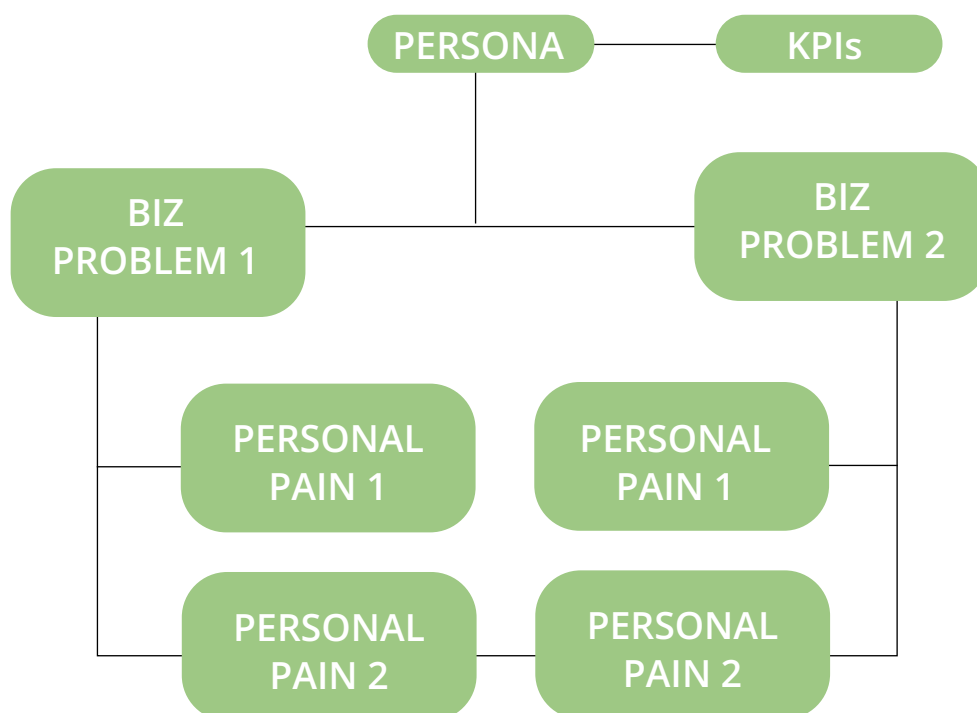 PERSONA
KPIs
BIZ
PROBLEM 1
BIZ
PROBLEM 2
PERSONAL
PAIN 1
PERSONAL
PAIN 1
PERSONAL
PAIN 2
PERSONAL
PAIN 2